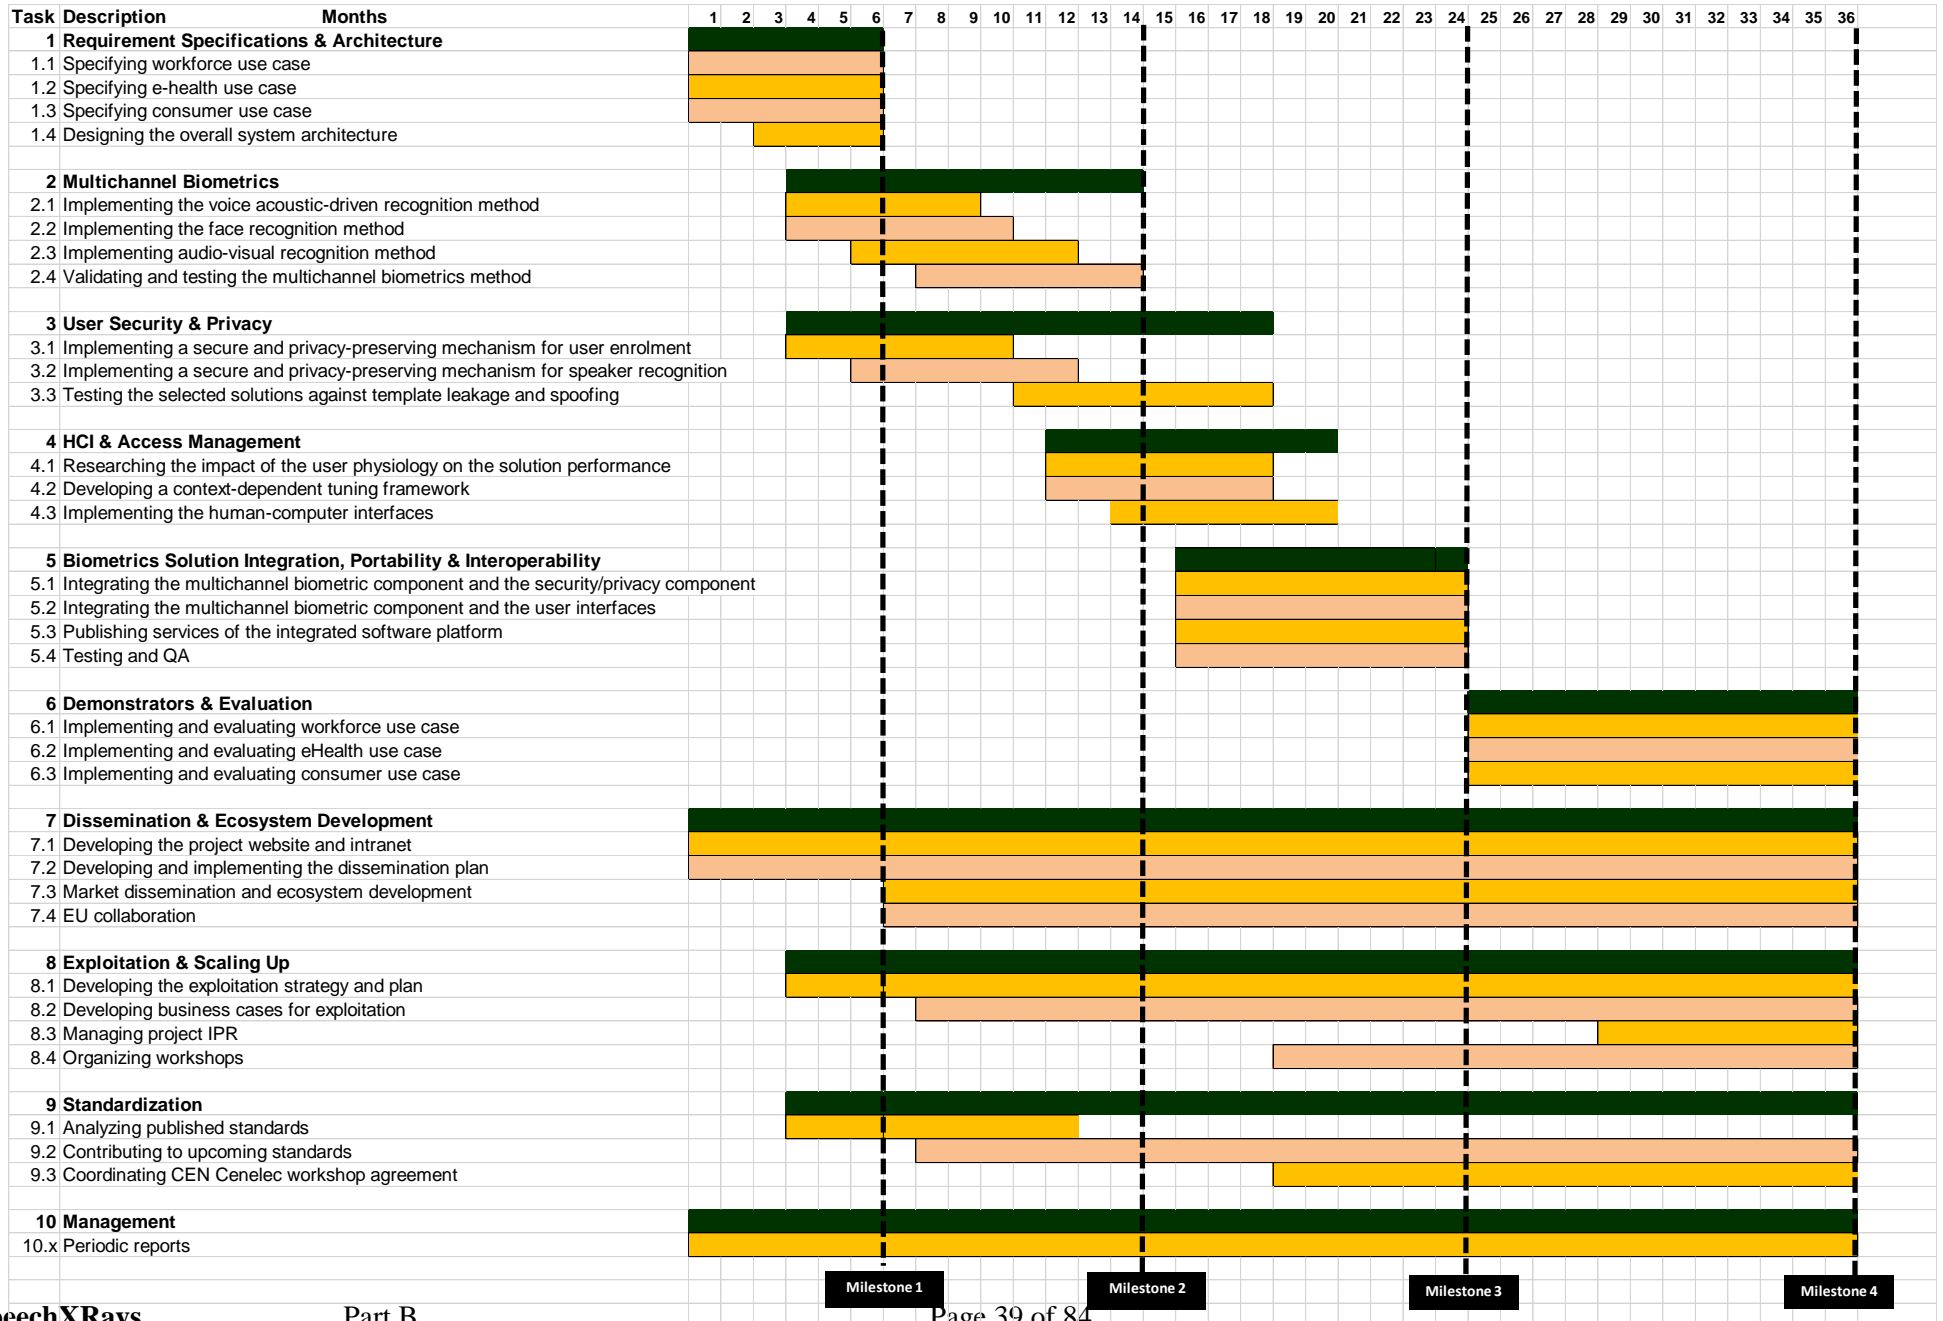 Task Description Months 1 2 3 4 5 6 7 8 9 10 11 12 13 14 15 16 17 18 19 20 21 22 23 24 25 26 27 28 29 30 31 32 33 34 35 36
1 Requirement Specifications & Architecture
1.1 Specifying workforce use case
1.2 Specifying e-health use case
1.3 Specifying consumer use case
1.4 Designing the overall system architecture
2 Multichannel Biometrics
2.1 Implementing the voice acoustic-driven recognition method
2.2 Implementing the face recognition method
2.3 Implementing audio-visual recognition method
2.4 Validating and testing the multichannel biometrics method
3 User Security & Privacy
3.1 Implementing a secure and privacy-preserving mechanism for user enrolment
3.2 Implementing a secure and privacy-preserving mechanism for speaker recognition
3.3 Testing the selected solutions against template leakage and spoofing
4 HCI & Access Management
4.1 Researching the impact of the user physiology on the solution performance
4.2 Developing a context-dependent tuning framework
4.3 Implementing the human-computer interfaces
5 Biometrics Solution Integration, Portability & Interoperability
5.1 Integrating the multichannel biometric component and the security/privacy component
5.2 Integrating the multichannel biometric component and the user interfaces
5.3 Publishing services of the integrated software platform
5.4 Testing and QA
6 Demonstrators & Evaluation
6.1 Implementing and evaluating workforce use case
6.2 Implementing and evaluating eHealth use case
6.3 Implementing and evaluating consumer use case
7 Dissemination & Ecosystem Development
7.1 Developing the project website and intranet
7.2 Developing and implementing the dissemination plan
7.3 Market dissemination and ecosystem development
7.4 EU collaboration
8 Exploitation & Scaling Up
8.1 Developing the exploitation strategy and plan
8.2 Developing business cases for exploitation
8.3 Managing project IPR
8.4 Organizing workshops
9 Standardization
9.1 Analyzing published standards
9.2 Contributing to upcoming standards
9.3 Coordinating CEN Cenelec workshop agreement
10 Management
10.x Periodic reports
Milestone 1 Milestone 2 Milestone 3 Milestone 4
eechXRays Part B Page 39 of 84